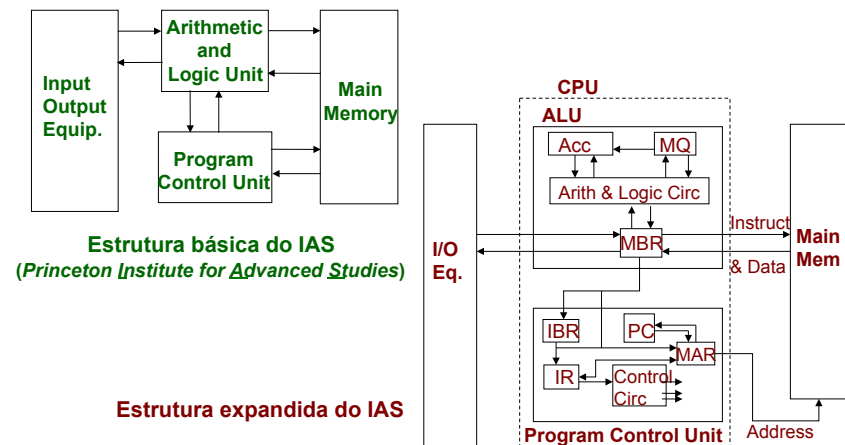 Arithmetic
and
Logic Unit
Input
Output
Equip.
Main
Memory
Program
Control Unit
Estrutura básica do IAS
(Princeton Institute for Advanced Studies)
CPU
ALU
Acc
MQ
Arith & Logic Circ
MBR
I/O
Eq.
Instruct
& Data
Main
Mem
IBR
PC
MAR
IR
Control
Circ
Program Control Unit
Address
Estrutura expandida do IAS